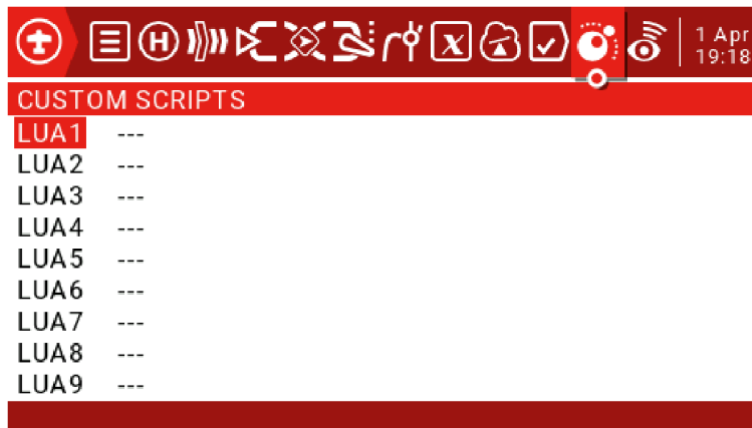 H x 1 Apr
19:18
CUSTOM SCRIPTS
LUA1 ---
LUA2 ---
LUA3 ---
LUA4 ---
LUA5 ---
LUA6 ---
LUA7 ---
LUA8 ---
LUA9 ---